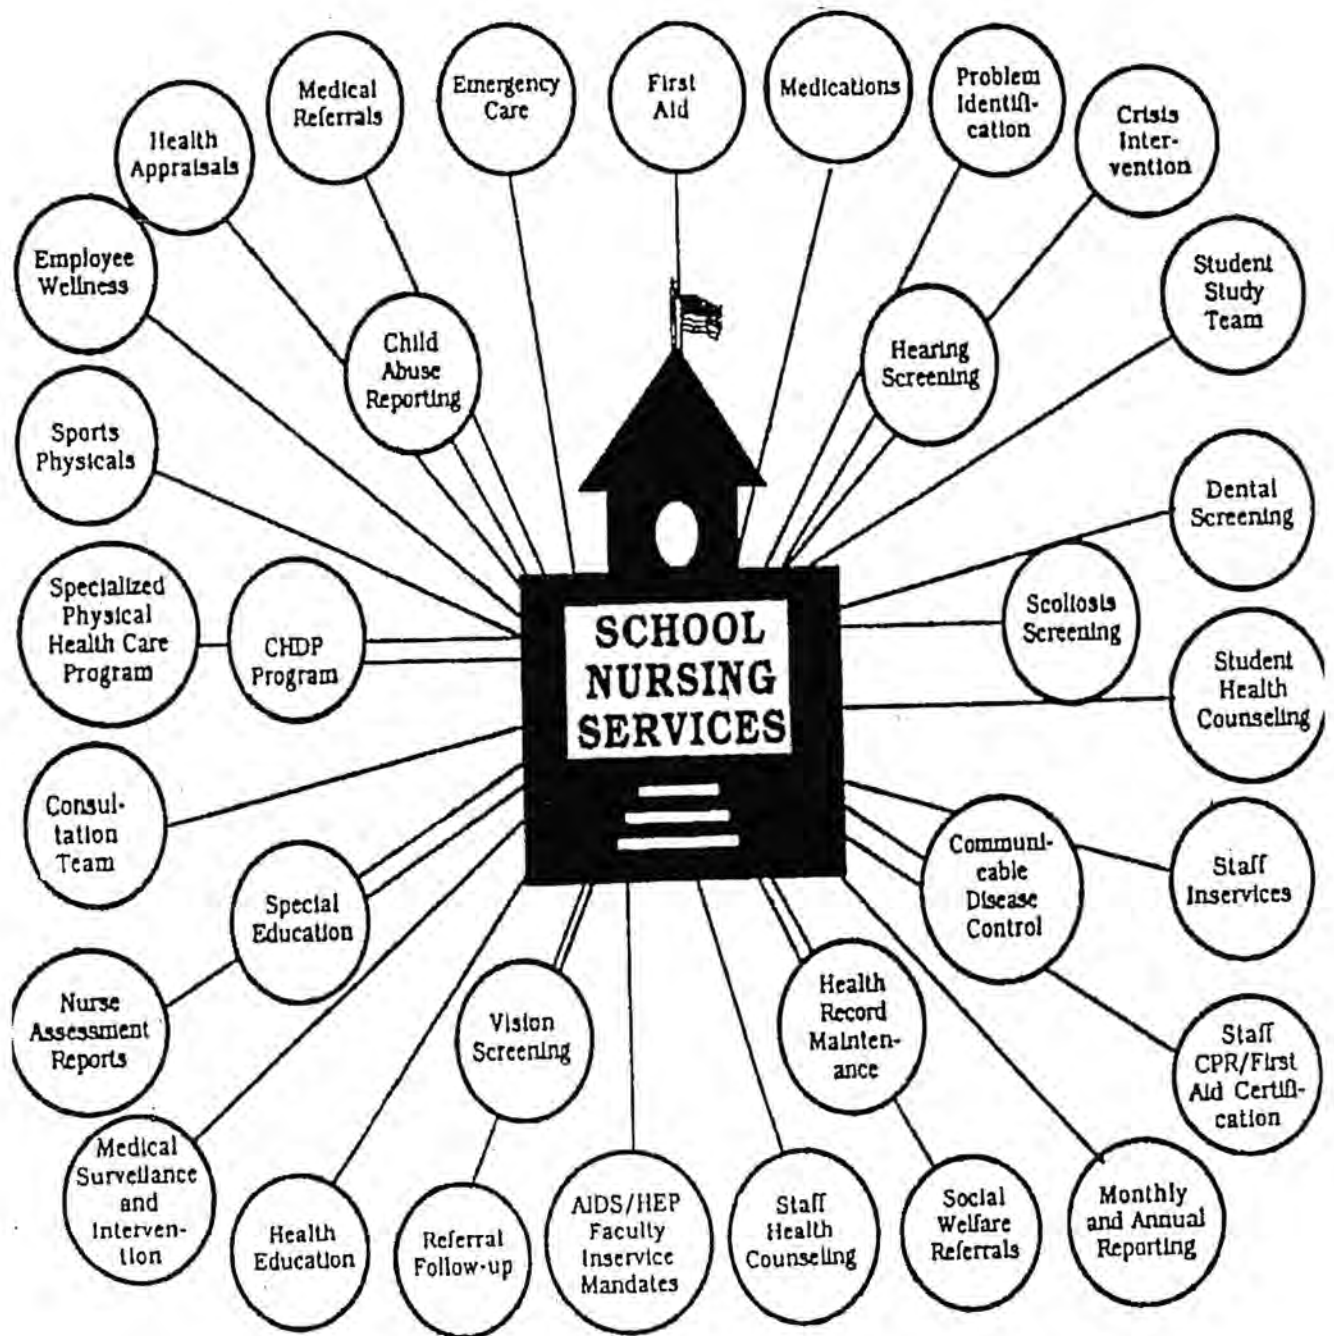 Medical
Referrals
Emergency
Care
First
Aid
Medications
Problem
Identifi-
cation
Crisis
Inter-
vention
Health
Appraisals
Employee
Wellness
Student
Study
Team
Child
Abuse
Reporting
Hearing
Screening
Sports
Physicals
Dental
Screening
Specialized
Physical
Health Care
Program
CHDP
Program
SCHOOL
NURSING
SERVICES
Scoliosis
Screening
Student
Health
Counseling
Consul-
tation
Team
Special
Education
Communi-
cable
Disease
Control
Staff
Inservices
Nurse
Assessment
Reports
Vision
Screening
Health
Record
Mainten-
ance
Staff
CPR/First
Aid Certifi-
cation
Medical
Survellance
and
Interven-
tion
Health
Education
Referral
Follow-up
AIDS/HEP
Faculty
Inservice
Mandates
Staff
Health
Counseling
Social
Welfare
Referrals
Monthly
and Annual
Reporting